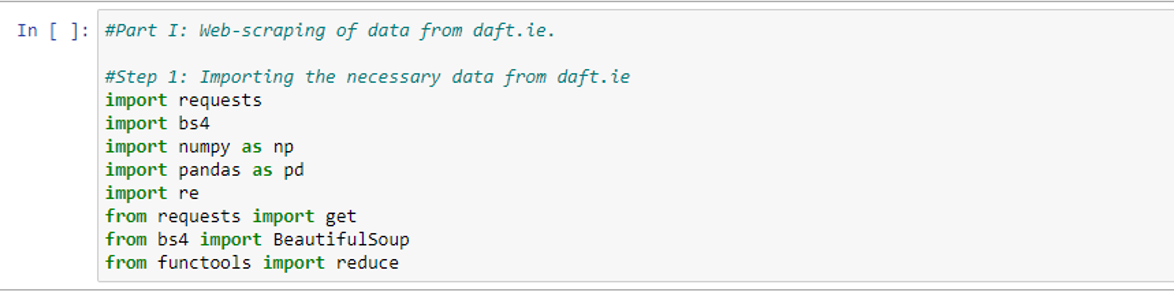 In [ ]: #Part I: Web-scraping of data from daft.ie.
#Step 1: Importing the necessary data from daft.ie
import requests
import bs4
import numpy as np
import pandas as pd
import re
from requests import get
from bs4 import BeautifulSoup
from functools import reduce